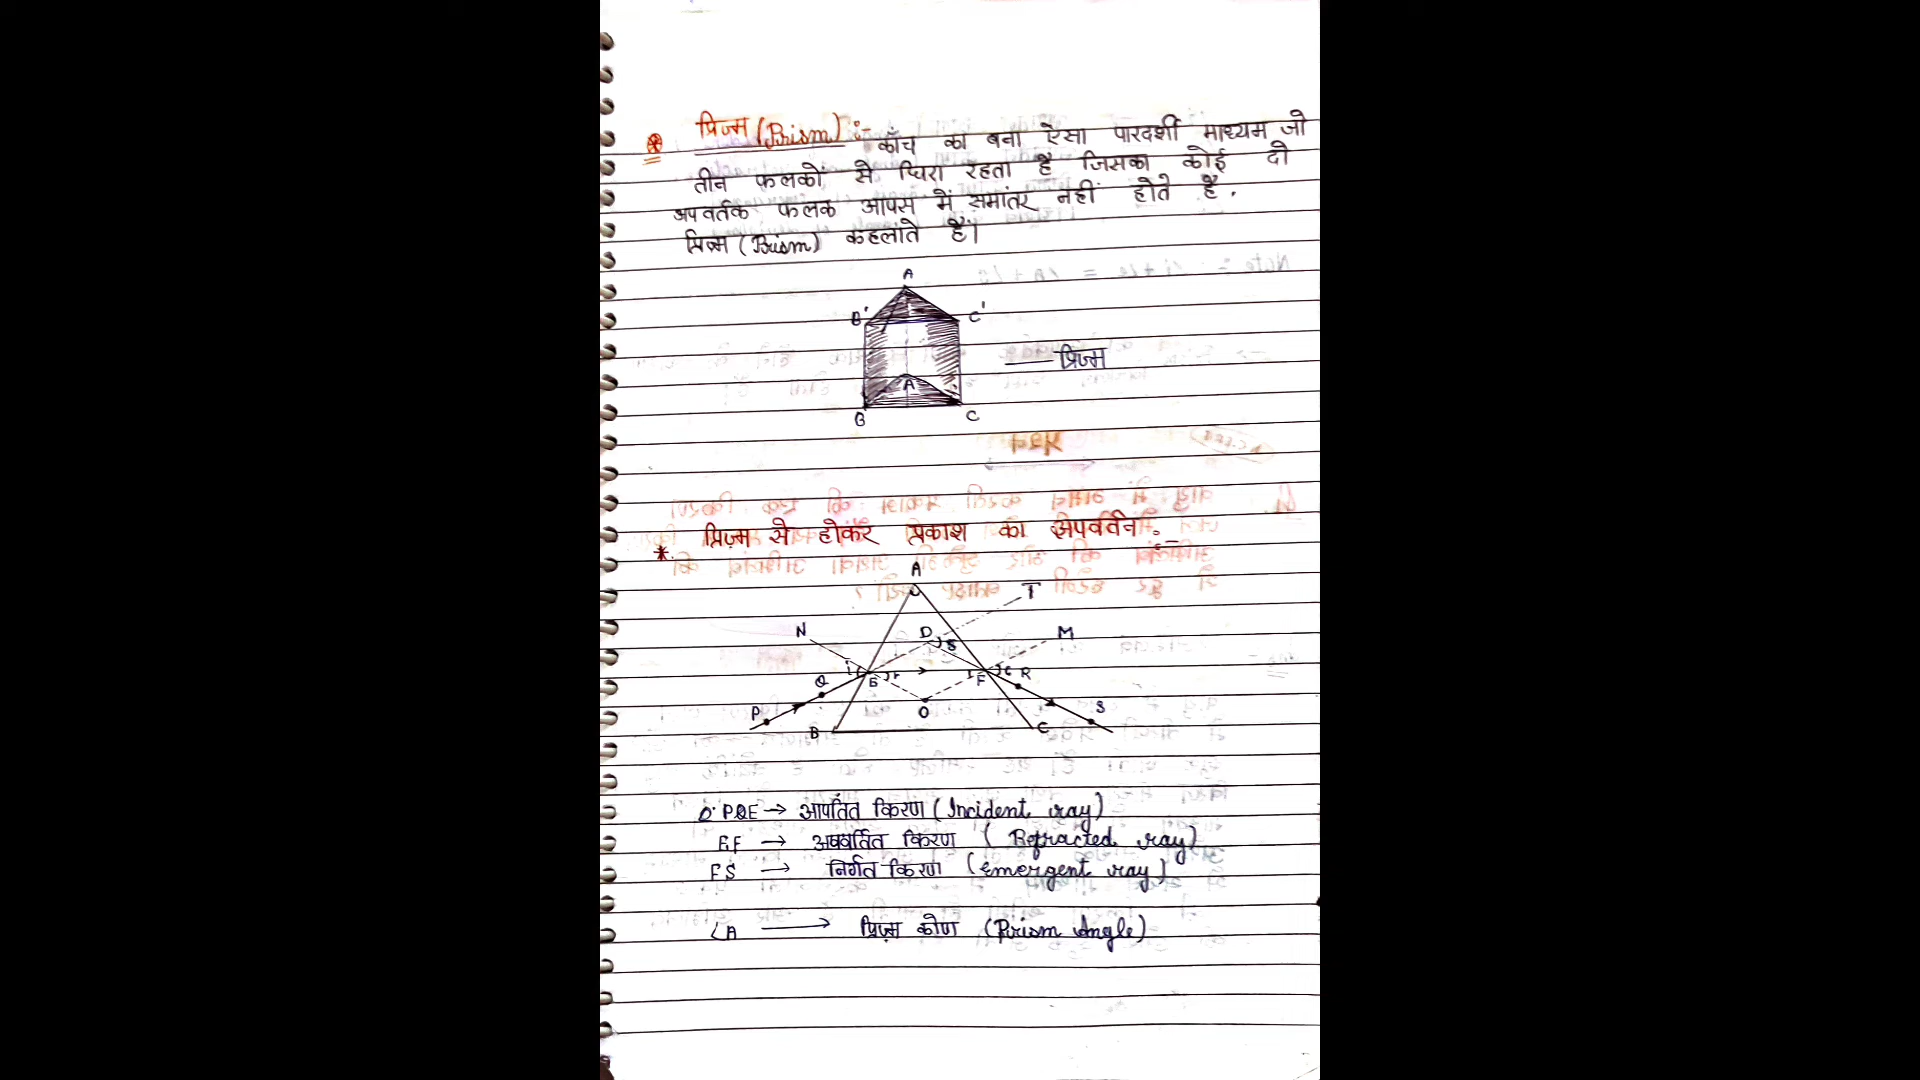 प्रिज्म (Prism) :- काँच का बना ऐसा पारदर्शी माध्यम जो
तीन फलकों से घिरा रहता है जिसका कोई दो
अपवर्तक फलक आपस में समांतर नहीं होते है.
प्रिज्म (Prism) कहलाते हैं।
A
B' C'
प्रिज्म
A
B C
* प्रिज़्म से होकर प्रकाश का अपवर्तन :-
A
T
N D M
δ
i r F e R
Q E
P O S
B C
PQE → आपतित किरण (Incident ray)
EF → अपवर्तित किरण (Refracted ray)
FS → निर्गत किरण (Emergent ray)
∠A → प्रिज़्म कोण (Prism Angle)